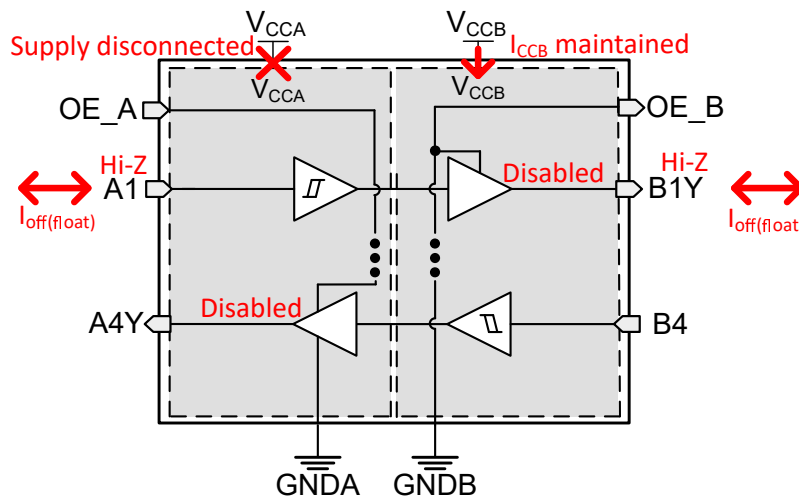 VCCA
VCCB
Supply disconnected
ICCB maintained
VCCA
VCCB
OE_A
OE_B
Hi-Z
Disabled
Hi-Z
A1
B1Y
Ioff(float)
Ioff(float
Disabled
A4Y
B4
GNDA
GNDB